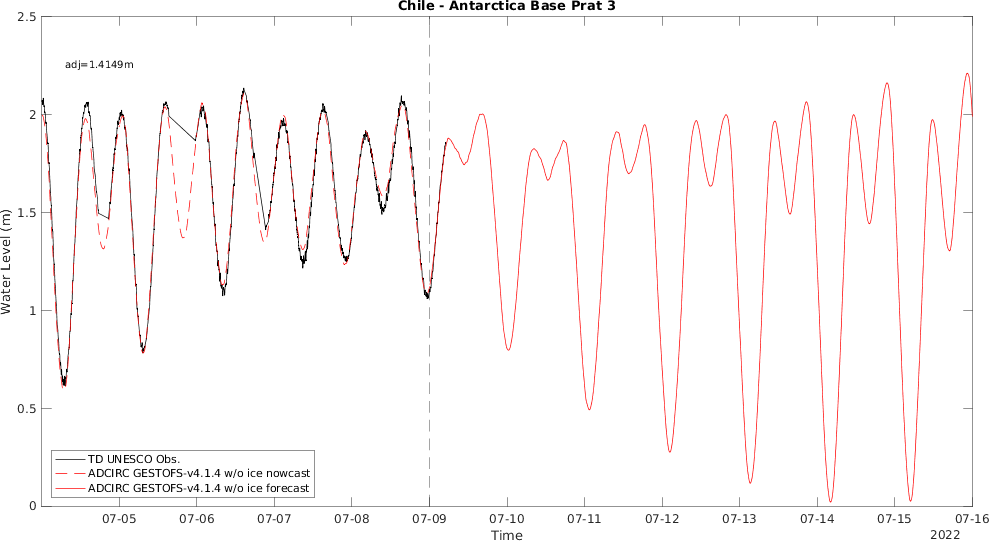 Chile - Antarctica Base Prat 3
adj=1.4149m
2.5
2
1.5
1
0.5
0
Water Level (m)
TD UNESCO Obs.
ADCIRC GESTOFS-v4.1.4 w/o ice nowcast
ADCIRC GESTOFS-v4.1.4 w/o ice forecast
07-05 07-06 07-07 07-08 07-09 07-10 07-11 07-12 07-13 07-14 07-15 07-16
Time
2022